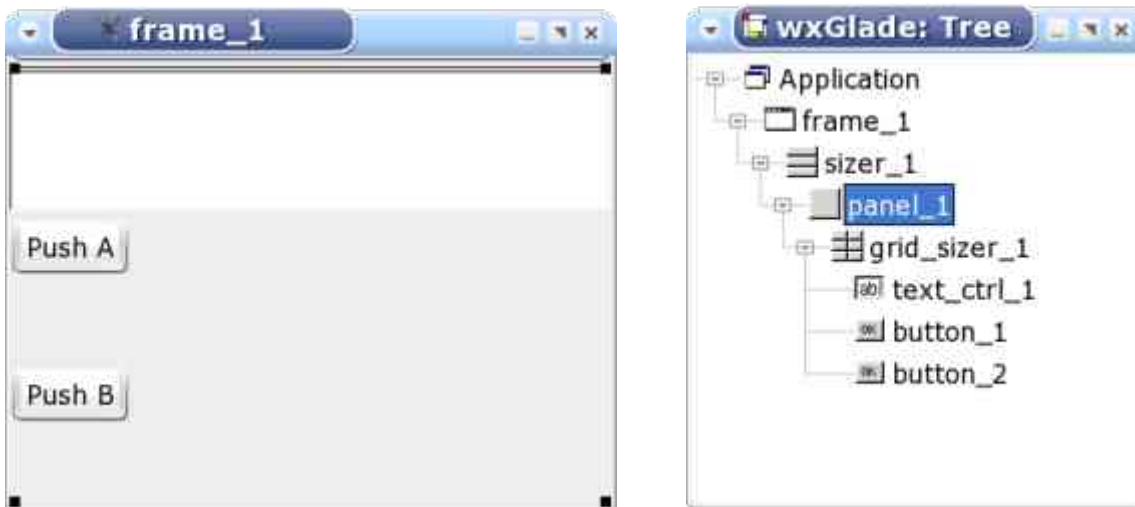 frame_1
Push A
Push B
wxGlade: Tree
Application
frame_1
sizer_1
panel_1
grid_sizer_1
text_ctrl_1
button_1
button_2